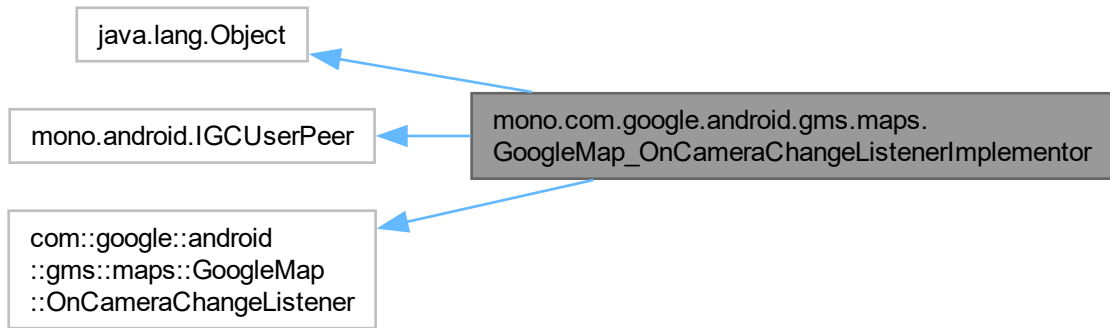 java.lang.Object
mono.android.IGCUserPeer
com::google::android
::gms::maps::GoogleMap
::OnCameraChangeListener
mono.com.google.android.gms.maps.
GoogleMap_OnCameraChangeListenerImplementor